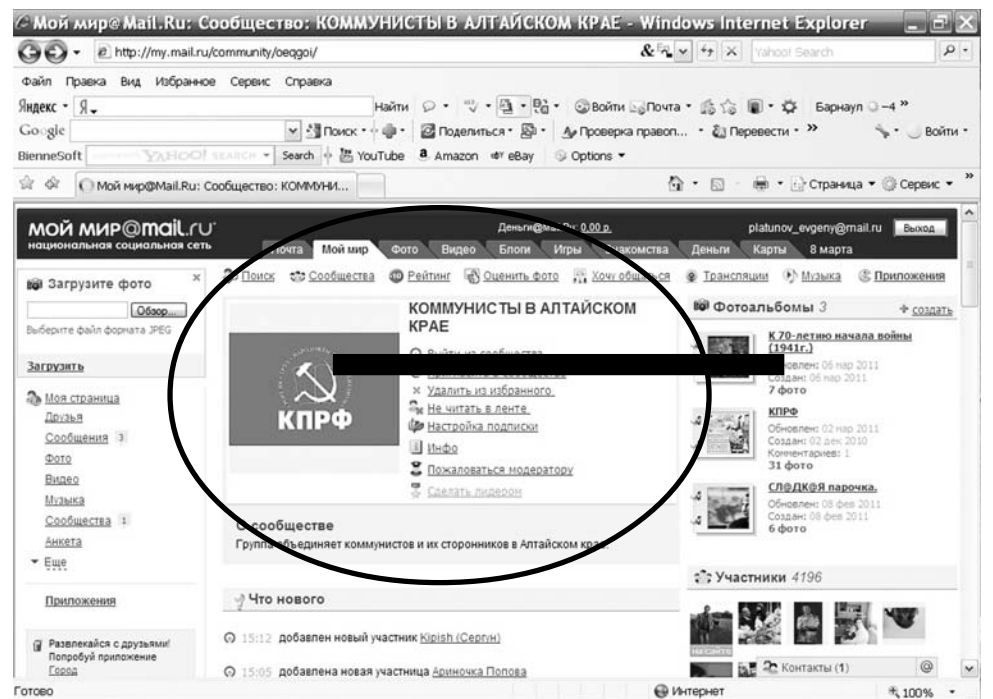 Мой мир@Mail.Ru: Сообщество: КОММУНИСТЫ В АЛТАЙСКОМ КРАЕ - Windows Internet Explorer
http://my.mail.ru/community/oeqgoi/
Yahoo! Search
Файл Правка Вид Избранное Сервис Справка
Яндекс Я Найти Войти Почта Барнаул -4 »
Google Поиск Поделиться Проверка правоп... Перевести » Войти
BienneSoft YAHOO! SEARCH Search YouTube a Amazon eBay Options
Мой мир@Mail.Ru: Сообщество: КОММУНИ... Страница Сервис »
МОЙ МИР@mail.ru
национальная социальная сеть
Деньги@Mail.Ru: 0.00 р. platunov_evgeny@mail.ru Выход
Почта Мой мир Фото Видео Блоги Игры Знакомства Деньги Карты 8 марта
Поиск Сообщества Рейтинг Оценить фото Хочу общаться Трансляции Музыка Приложения
Загрузите фото ×
Обзор...
Выберите файл формата JPEG
Загрузить
Моя страница
Друзья
Сообщения 3
Фото
Видео
Музыка
Сообщества 1
Анкета
Еще
Приложения
Развлекайся с друзьями!
Попробуй приложение
Город
КПРФ
КОММУНИСТЫ В АЛТАЙСКОМ
КРАЕ
Выйти из сообщества
Удалить из избранного
Не читать в ленте
Настройка подписки
Инфо
Пожаловаться модератору
Сделать лидером
О сообществе
Группа объединяет коммунистов и их сторонников в Алтайском крае.
Что нового
15:12 добавлен новый участник Kipish (Сергун)
15:05 добавлена новая участница Ариночка Попова
Фотоальбомы 3 + создать
К 70-летию начала войны
(1941г.)
Обновлен: 06 мар 2011
Создан: 06 мар 2011
7 фото
КПРФ
Обновлен: 02 мар 2011
Создан: 02 дек 2010
Комментариев: 1
31 фото
СЛ@ДК@Я парочка.
Обновлен: 08 фев 2011
Создан: 08 фев 2011
6 фото
Участники 4196
на сайте
Контакты (1) @
Готово Интернет 100%